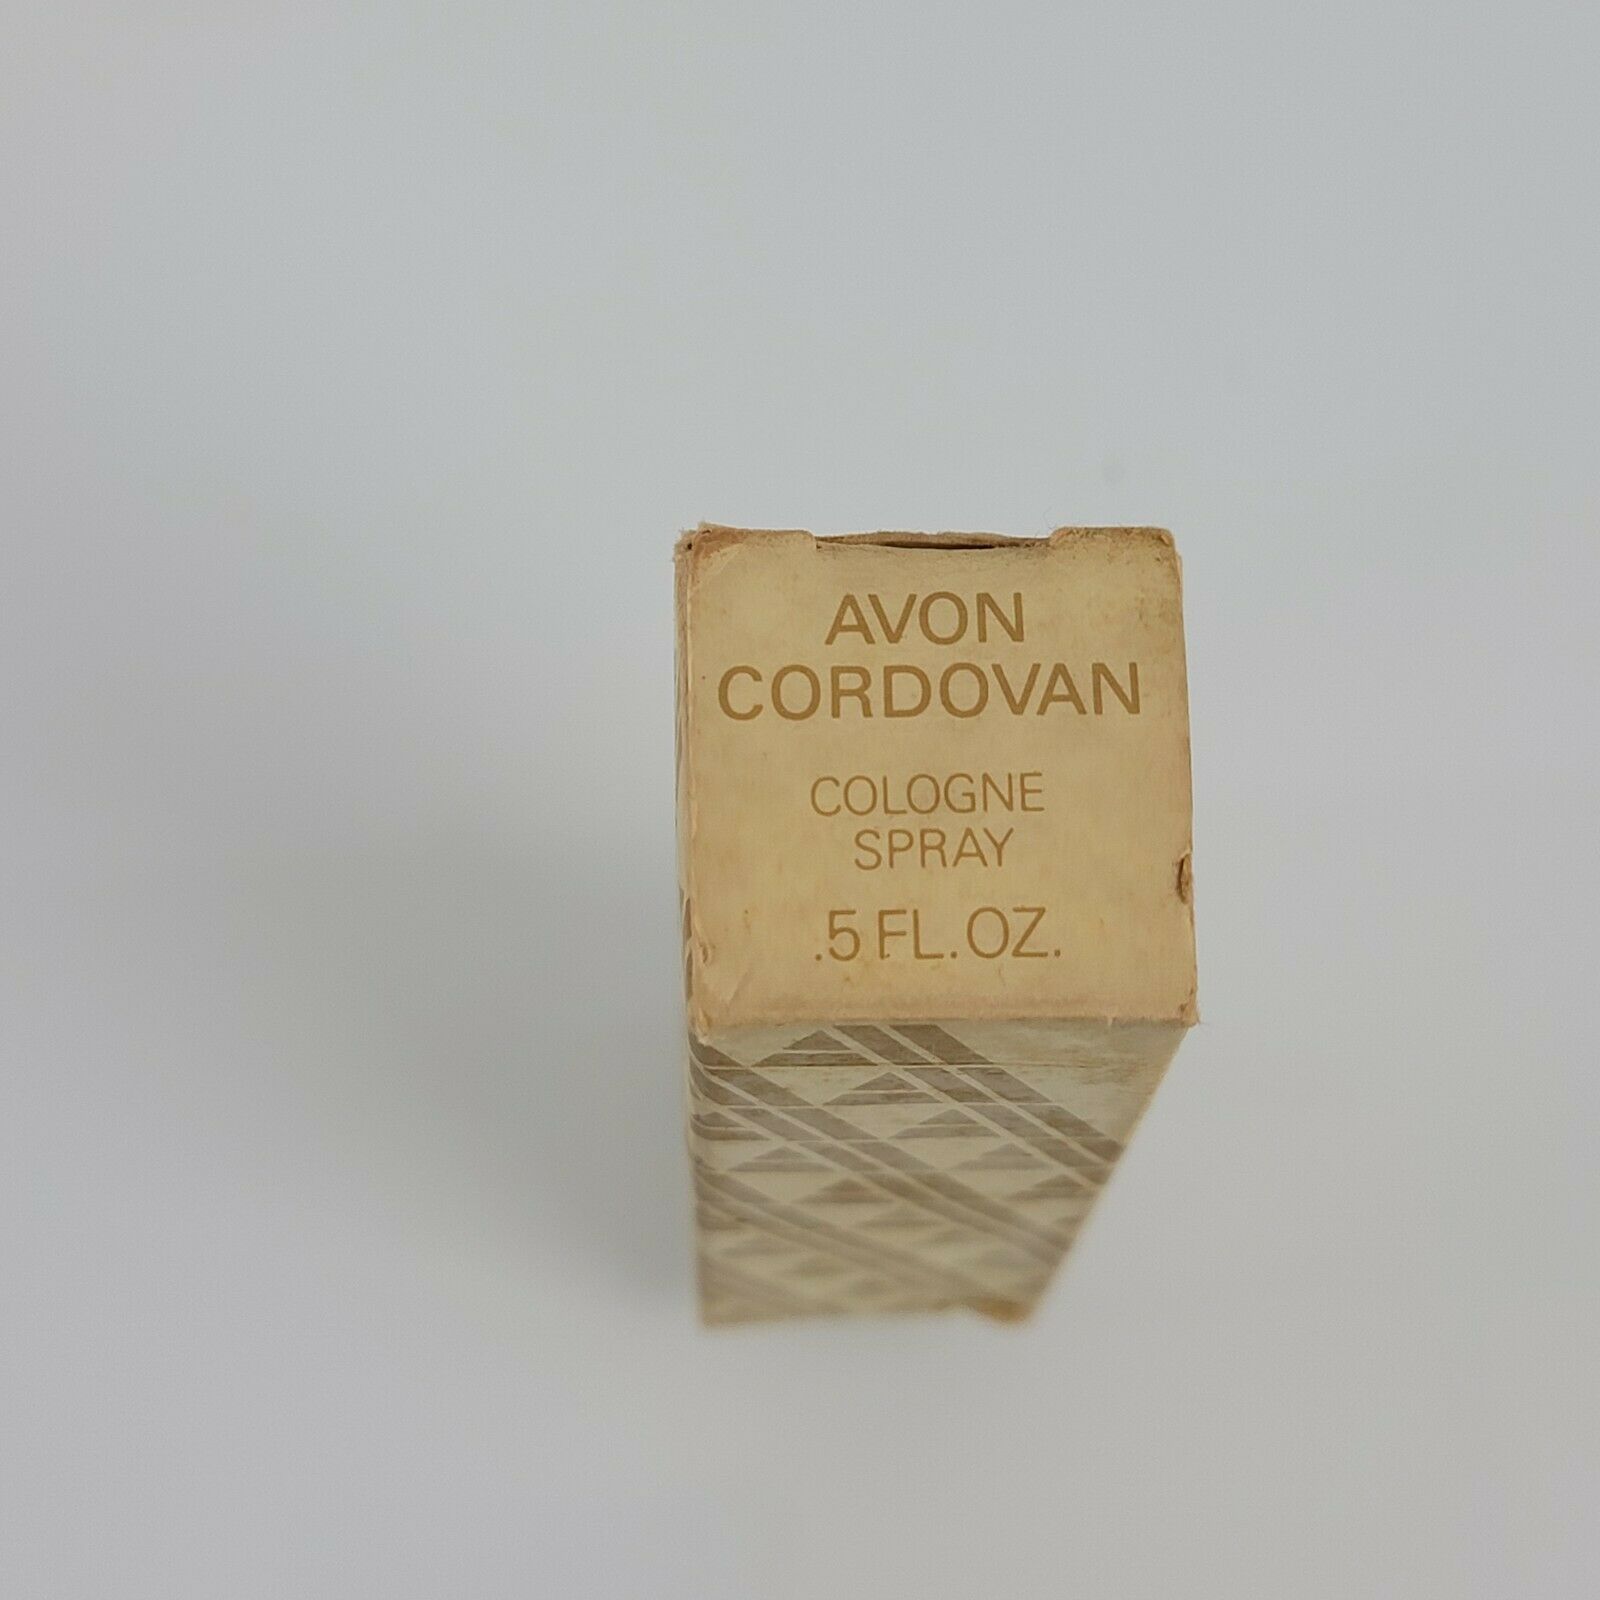 AVON
CORDOVAN
COLOGNE
SPRAY
.5 FL. OZ.